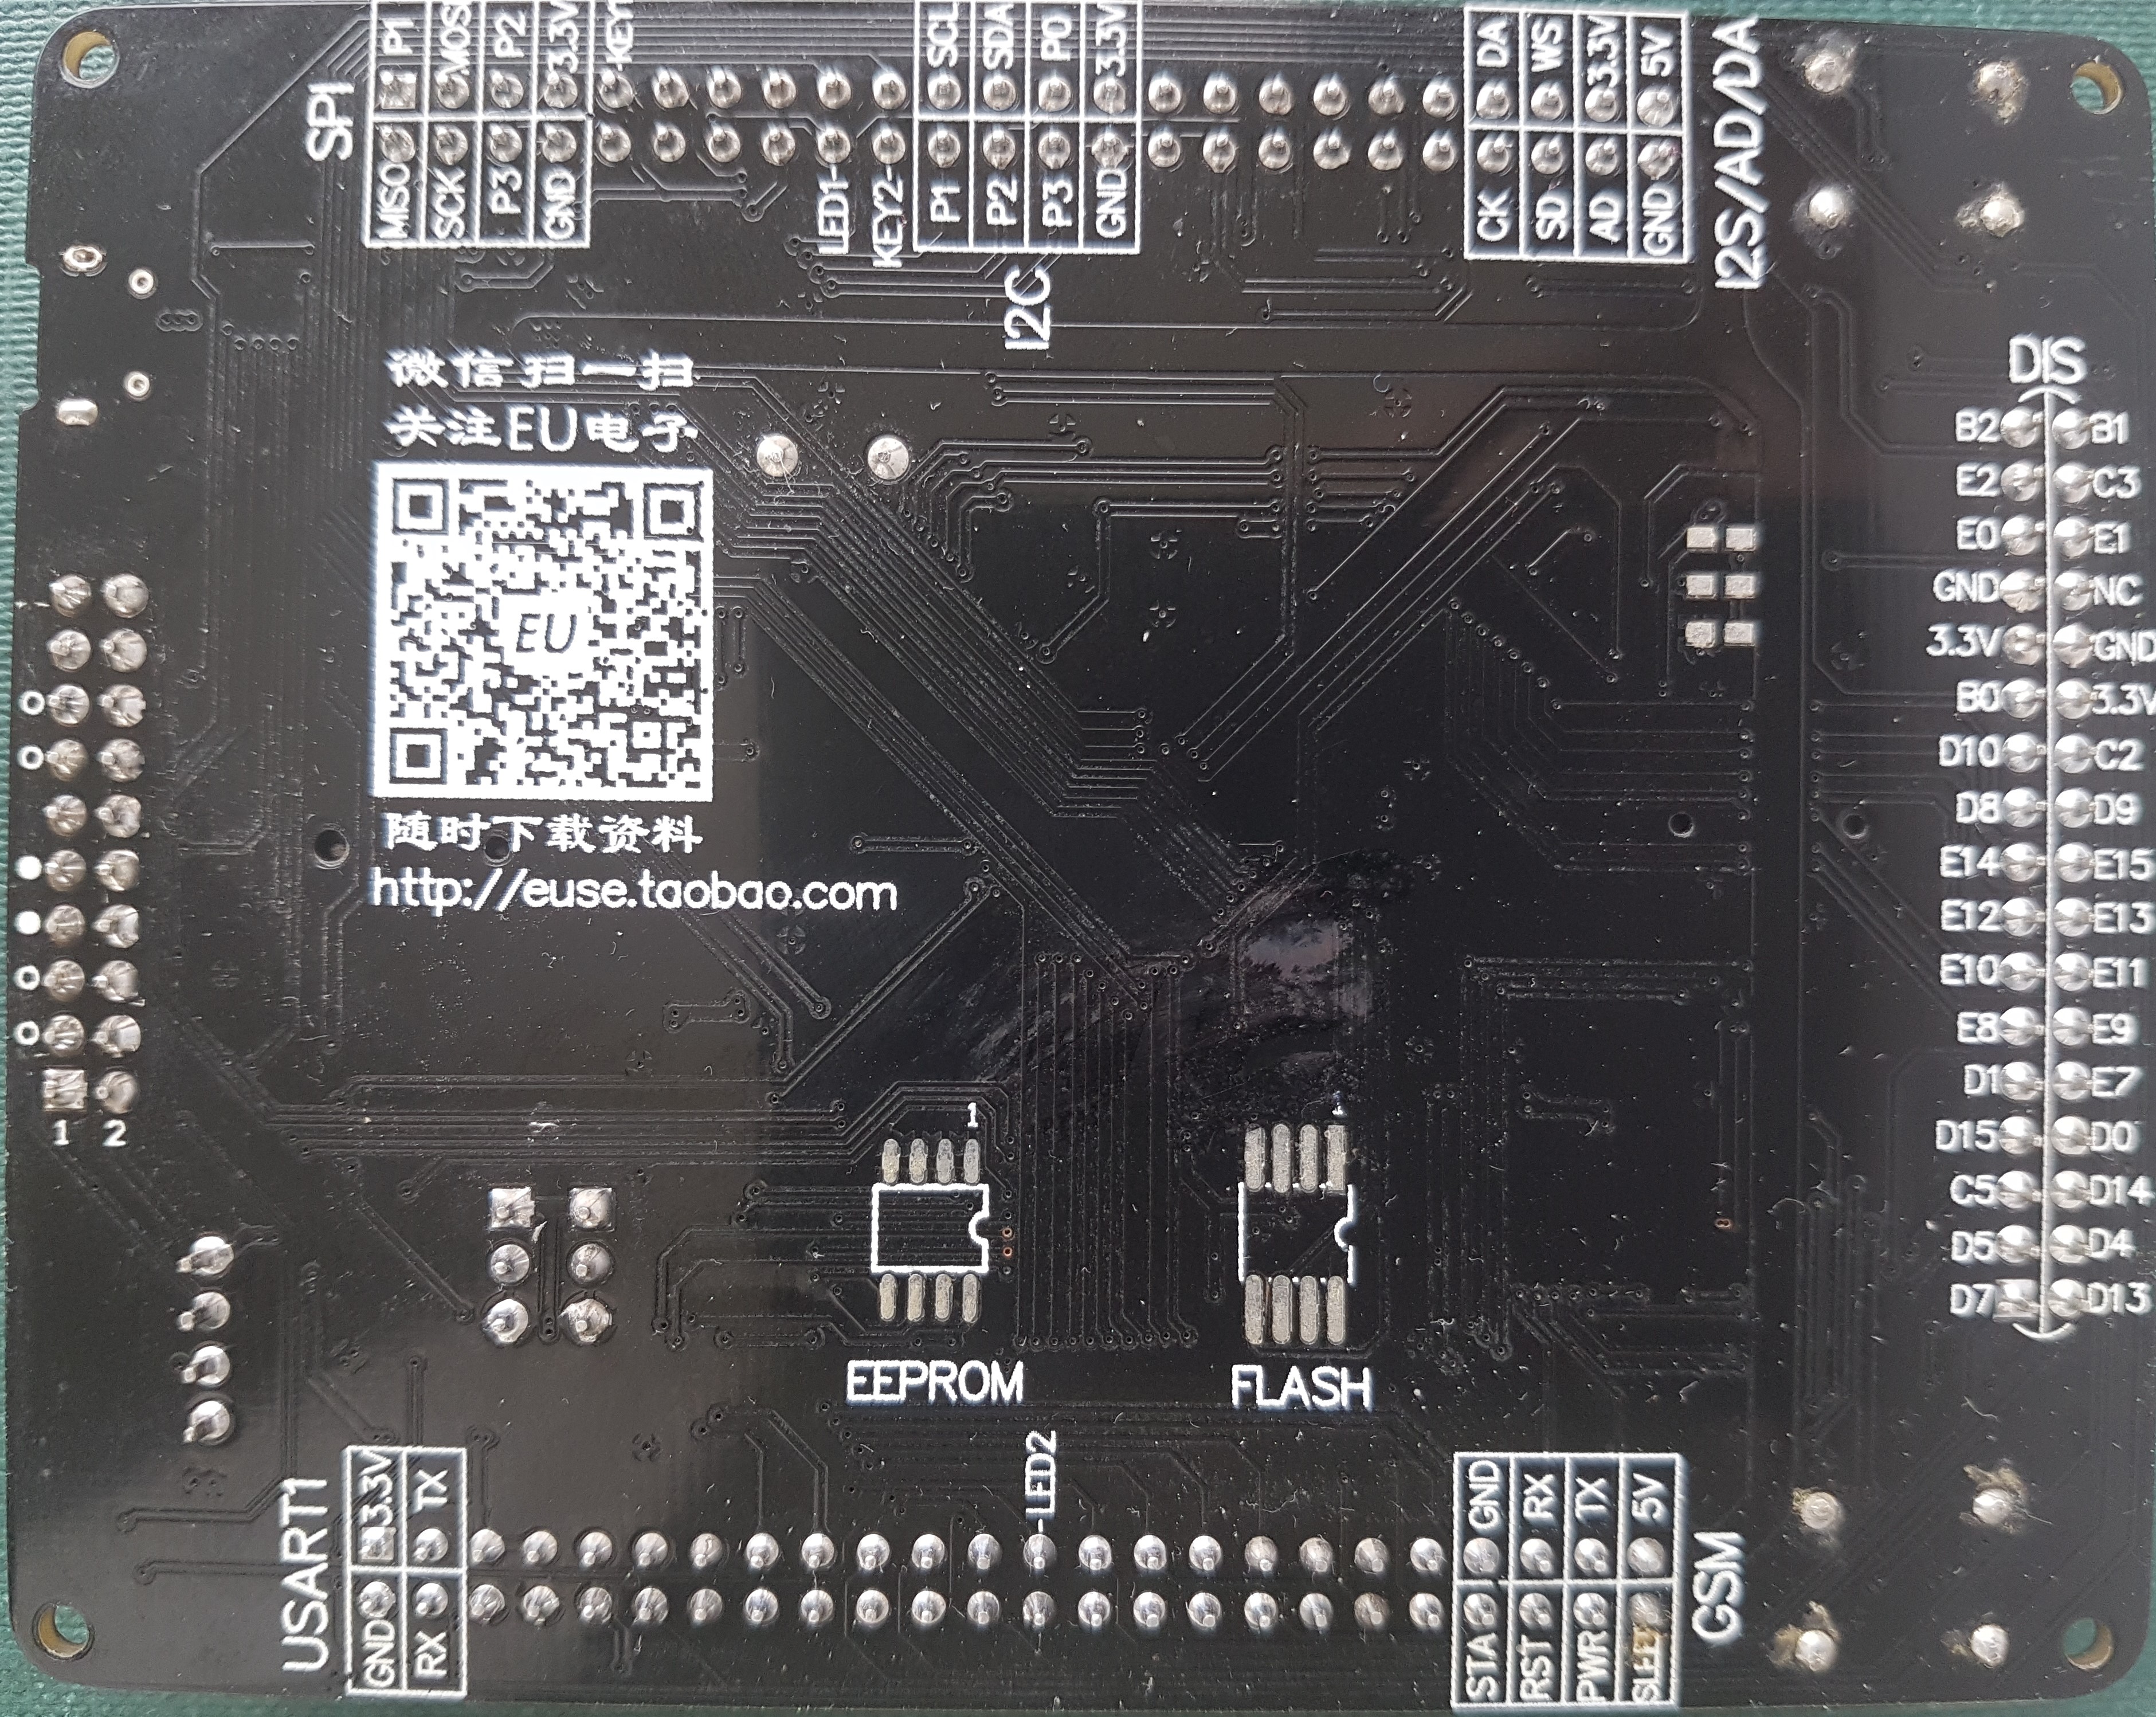 SPI
P1 MOSI P2 3.3V
MISO SCK P3 GND
KEY1
LED1
KEY2
SCL SDA P0 3.3V
P1 P2 P3 GND
I2C
DA WS 3.3V 5V
CK SD AD GND
I2S/AD/DA
微信扫一扫
关注EU电子
EU
随时下载资料
http://euse.taobao.com
DIS
B2 B1
E2 C3
E0 E1
GND NC
3.3V GND
B0 3.3V
D10 C2
D8 D9
E14 E15
E12 E13
E10 E11
E8 E9
D1 E7
D15 D0
C5 D14
D5 D4
D7 D13
1 2
1
1
EEPROM
FLASH
LED2
USART1
3.3V TX
GND RX
GND RX TX 5V
STA RST PWR
GSM